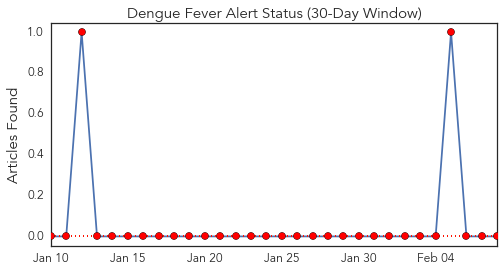 Dengue Fever Alert Status (30-Day Window)
Articles Found
1.0
0.8
0.6
0.4
0.2
0.0
Jan 10
Jan 15
Jan 20
Jan 25
Jan 30
Feb 04